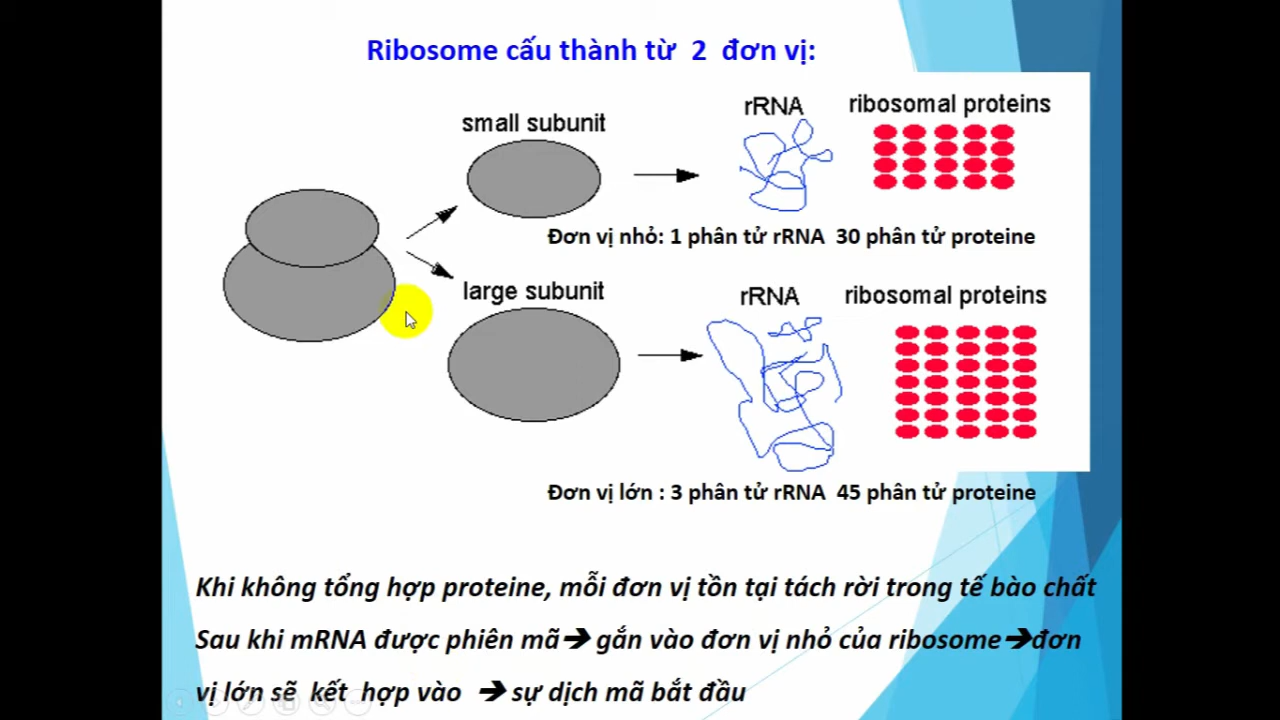 Ribosome cấu thành từ 2 đơn vị:
small subunit
rRNA
ribosomal proteins
Đơn vị nhỏ: 1 phân tử rRNA 30 phân tử proteine
large subunit
rRNA
ribosomal proteins
Đơn vị lớn : 3 phân tử rRNA 45 phân tử proteine
Khi không tổng hợp proteine, mỗi đơn vị tồn tại tách rời trong tế bào chất
Sau khi mRNA được phiên mã➔ gắn vào đơn vị nhỏ của ribosome➔đơn
vị lớn sẽ kết hợp vào ➔ sự dịch mã bắt đầu